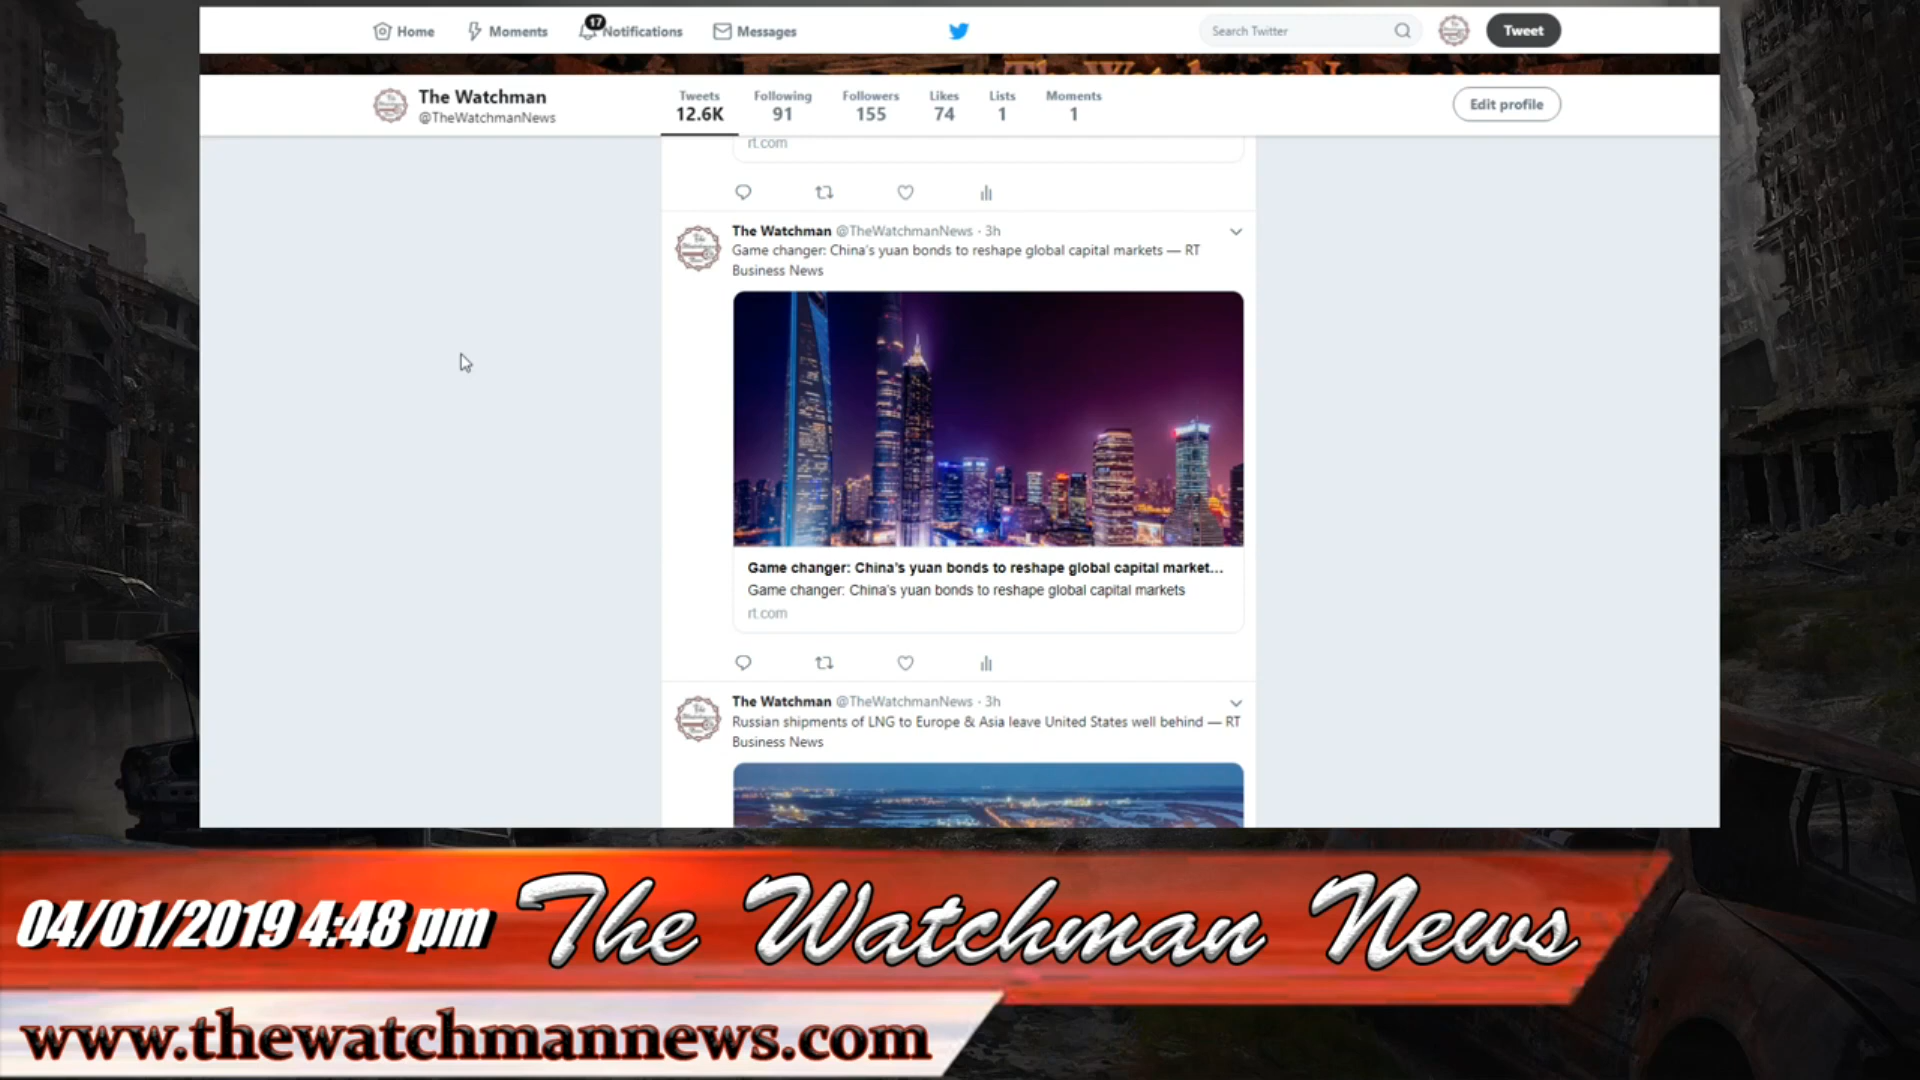 Home
Moments
17
Notifications
Messages
Search Twitter
Tweet
The Watchman
@TheWatchmanNews
Tweets
12.6K
Following
91
Followers
155
Likes
74
Lists
1
Moments
1
Edit profile
rt.com
The Watchman @TheWatchmanNews · 3h
Game changer: China's yuan bonds to reshape global capital markets — RT
Business News
Game changer: China's yuan bonds to reshape global capital market...
Game changer: China's yuan bonds to reshape global capital markets
rt.com
The Watchman @TheWatchmanNews · 3h
Russian shipments of LNG to Europe & Asia leave United States well behind — RT
Business News
04/01/2019 4:48 pm
The Watchman News
www.thewatchmannews.com